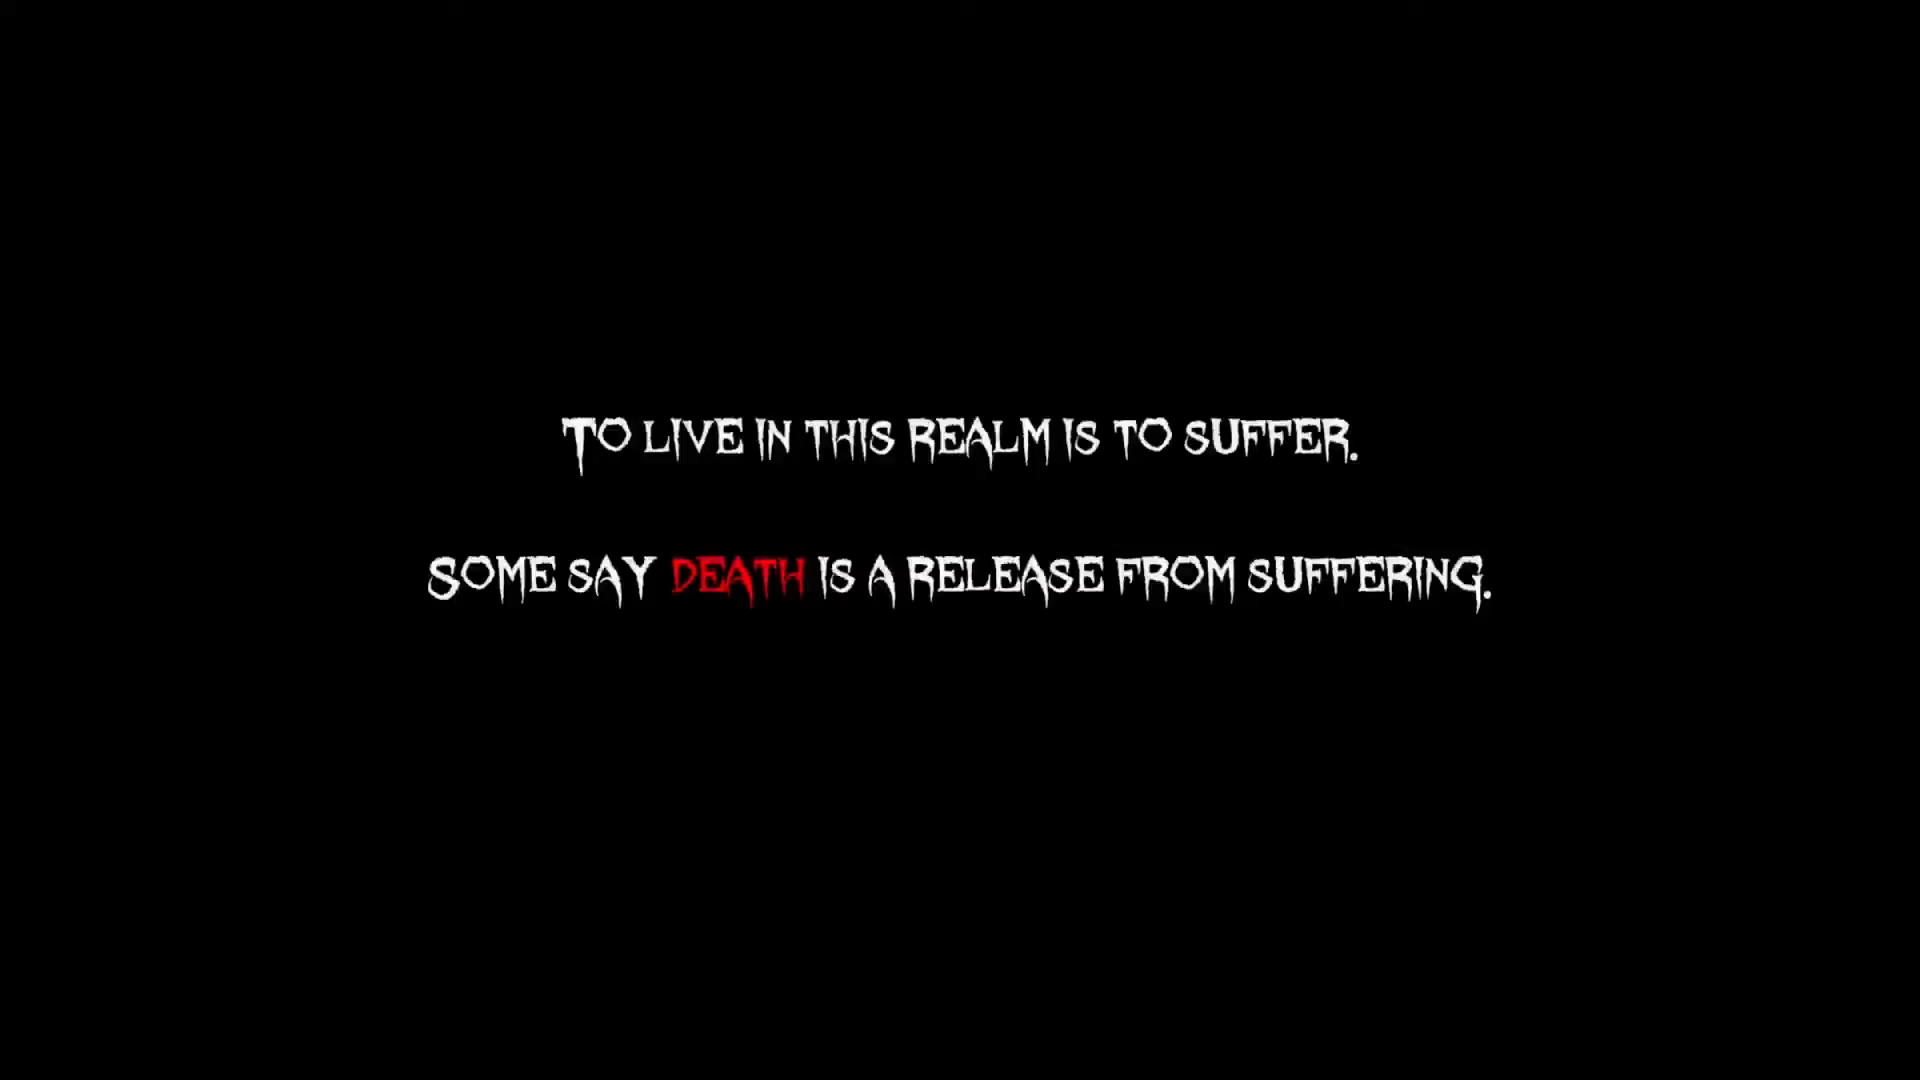 To live in this realm is to suffer.
Some say death is a release from suffering.